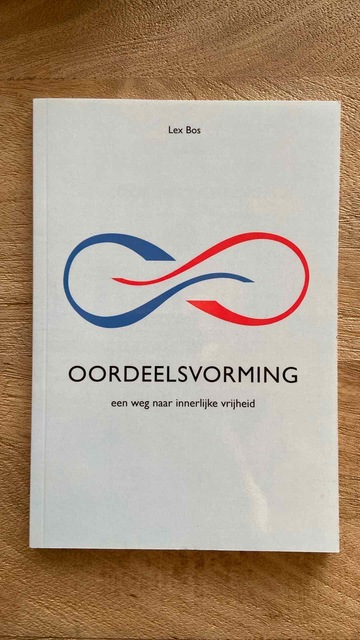 Lex Bos
OORDEELSVORMING
een weg naar innerlijke vrijheid